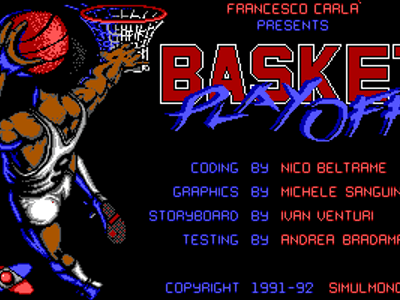 FRANCESCO CARLA`
PRESENTS
BASKET
PLAYOFF
CODING BY NICO BELTRAME
GRAPHICS BY MICHELE SANGUIN
STORYBOARD BY IVAN VENTURI
TESTING BY ANDREA BRADAMA
COPYRIGHT 1991-92 SIMULMONO